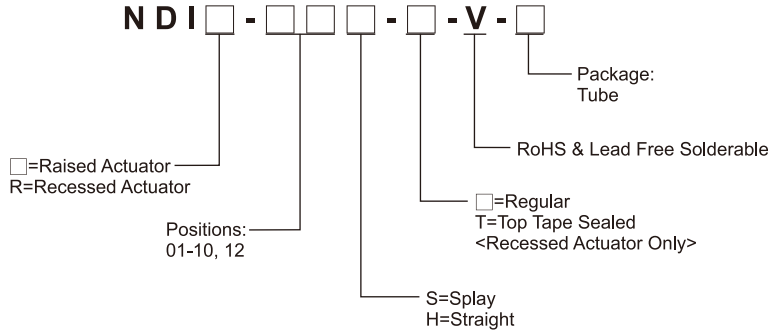 NDI□-□□□-□-V-□
Package:
Tube
RoHS & Lead Free Solderable
□=Raised Actuator
R=Recessed Actuator
□=Regular
T=Top Tape Sealed
<Recessed Actuator Only>
Positions:
01-10, 12
S=Splay
H=Straight